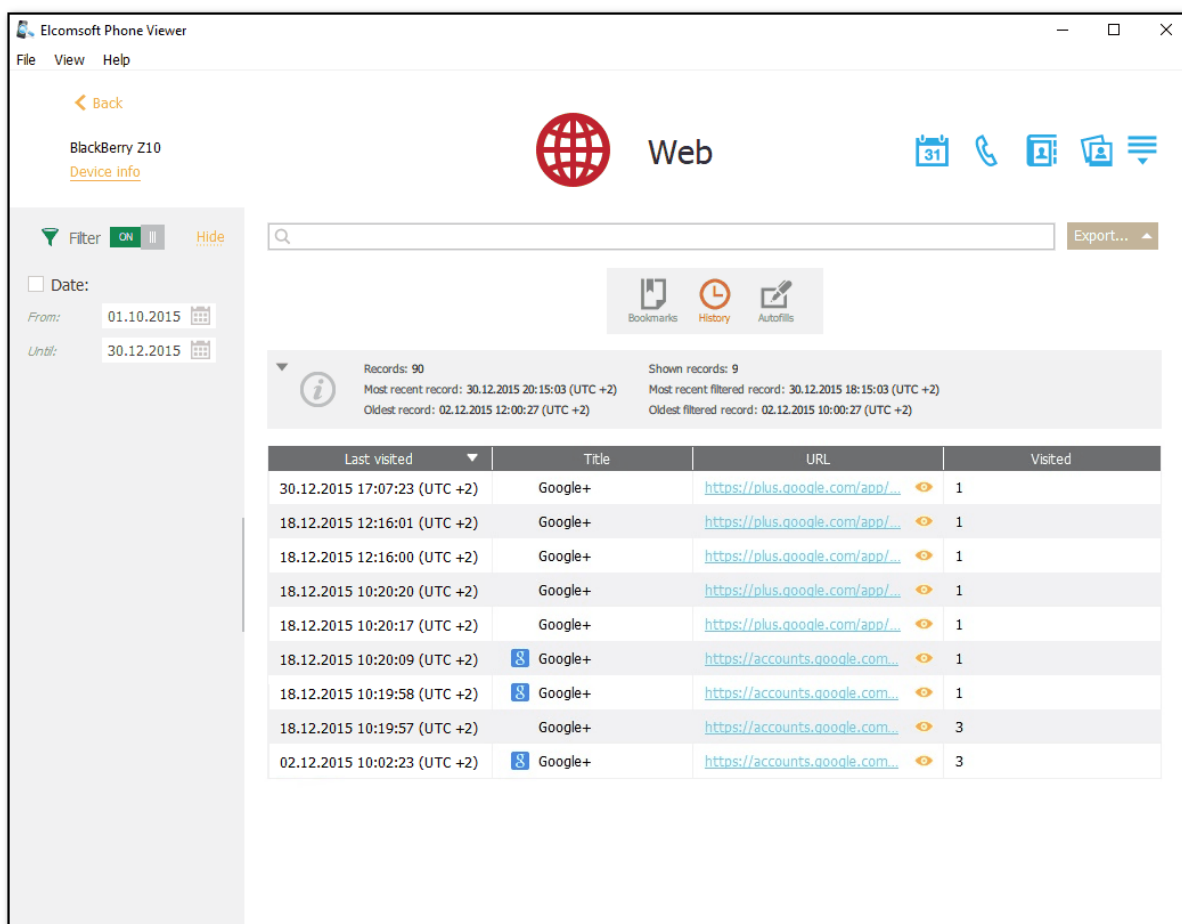 Elcomsoft Phone Viewer
File View Help
Back
BlackBerry Z10
Device info
Web
31
Filter ON Hide
Export...
Date:
From: 01.10.2015
Until: 30.12.2015
Bookmarks History Autofills
Records: 90 Shown records: 9
Most recent record: 30.12.2015 20:15:03 (UTC +2) Most recent filtered record: 30.12.2015 18:15:03 (UTC +2)
Oldest record: 02.12.2015 12:00:27 (UTC +2) Oldest filtered record: 02.12.2015 10:00:27 (UTC +2)
Last visited Title URL Visited
30.12.2015 17:07:23 (UTC +2) Google+ https://plus.google.com/app/... 1
18.12.2015 12:16:01 (UTC +2) Google+ https://plus.google.com/app/... 1
18.12.2015 12:16:00 (UTC +2) Google+ https://plus.google.com/app/... 1
18.12.2015 10:20:20 (UTC +2) Google+ https://plus.google.com/app/... 1
18.12.2015 10:20:17 (UTC +2) Google+ https://plus.google.com/app/... 1
18.12.2015 10:20:09 (UTC +2) g Google+ https://accounts.google.com... 1
18.12.2015 10:19:58 (UTC +2) g Google+ https://accounts.google.com... 1
18.12.2015 10:19:57 (UTC +2) Google+ https://accounts.google.com... 3
02.12.2015 10:02:23 (UTC +2) g Google+ https://accounts.google.com... 3